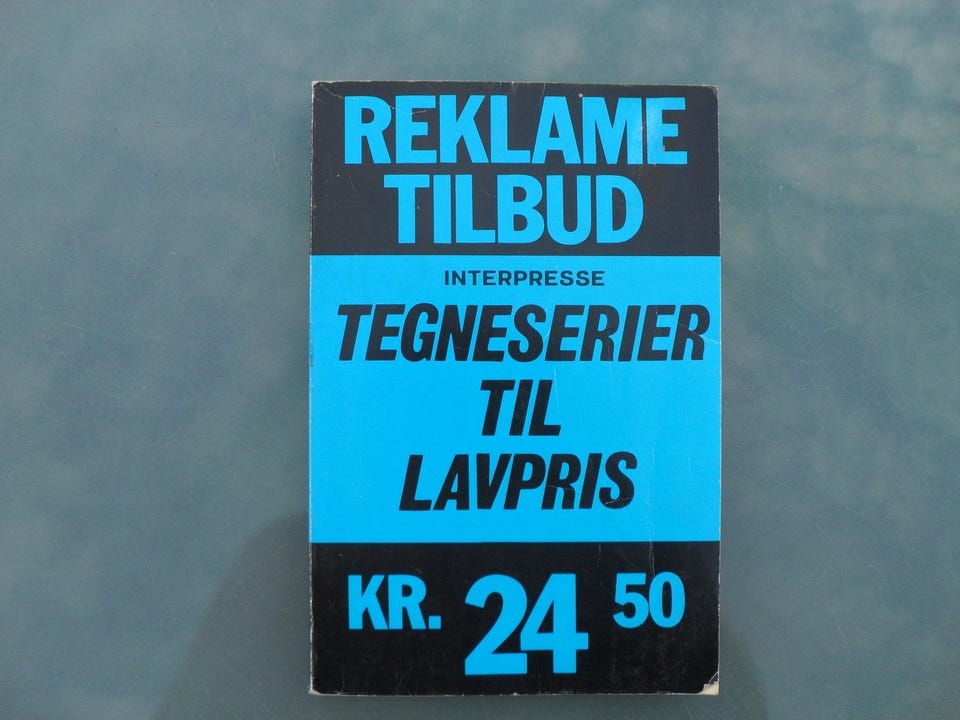 REKLAME
TILBUD
INTERPRESSE
TEGNESERIER
TIL
LAVPRIS
KR. 24 50